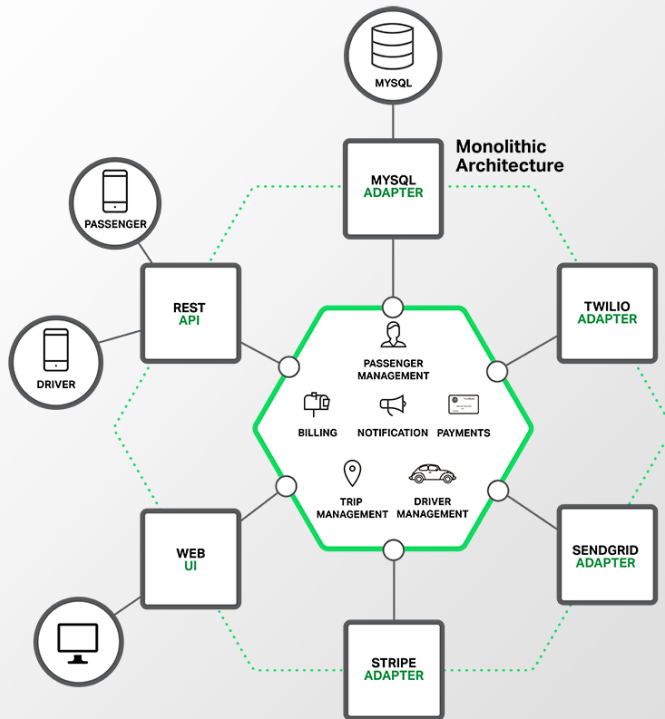 MYSQL
Monolithic
Architecture
MYSQL
ADAPTER
PASSENGER
REST
API
TWILIO
ADAPTER
DRIVER
PASSENGER
MANAGEMENT
BILLING
NOTIFICATION
PAYMENTS
TRIP
MANAGEMENT
DRIVER
MANAGEMENT
WEB
UI
SENDGRID
ADAPTER
STRIPE
ADAPTER